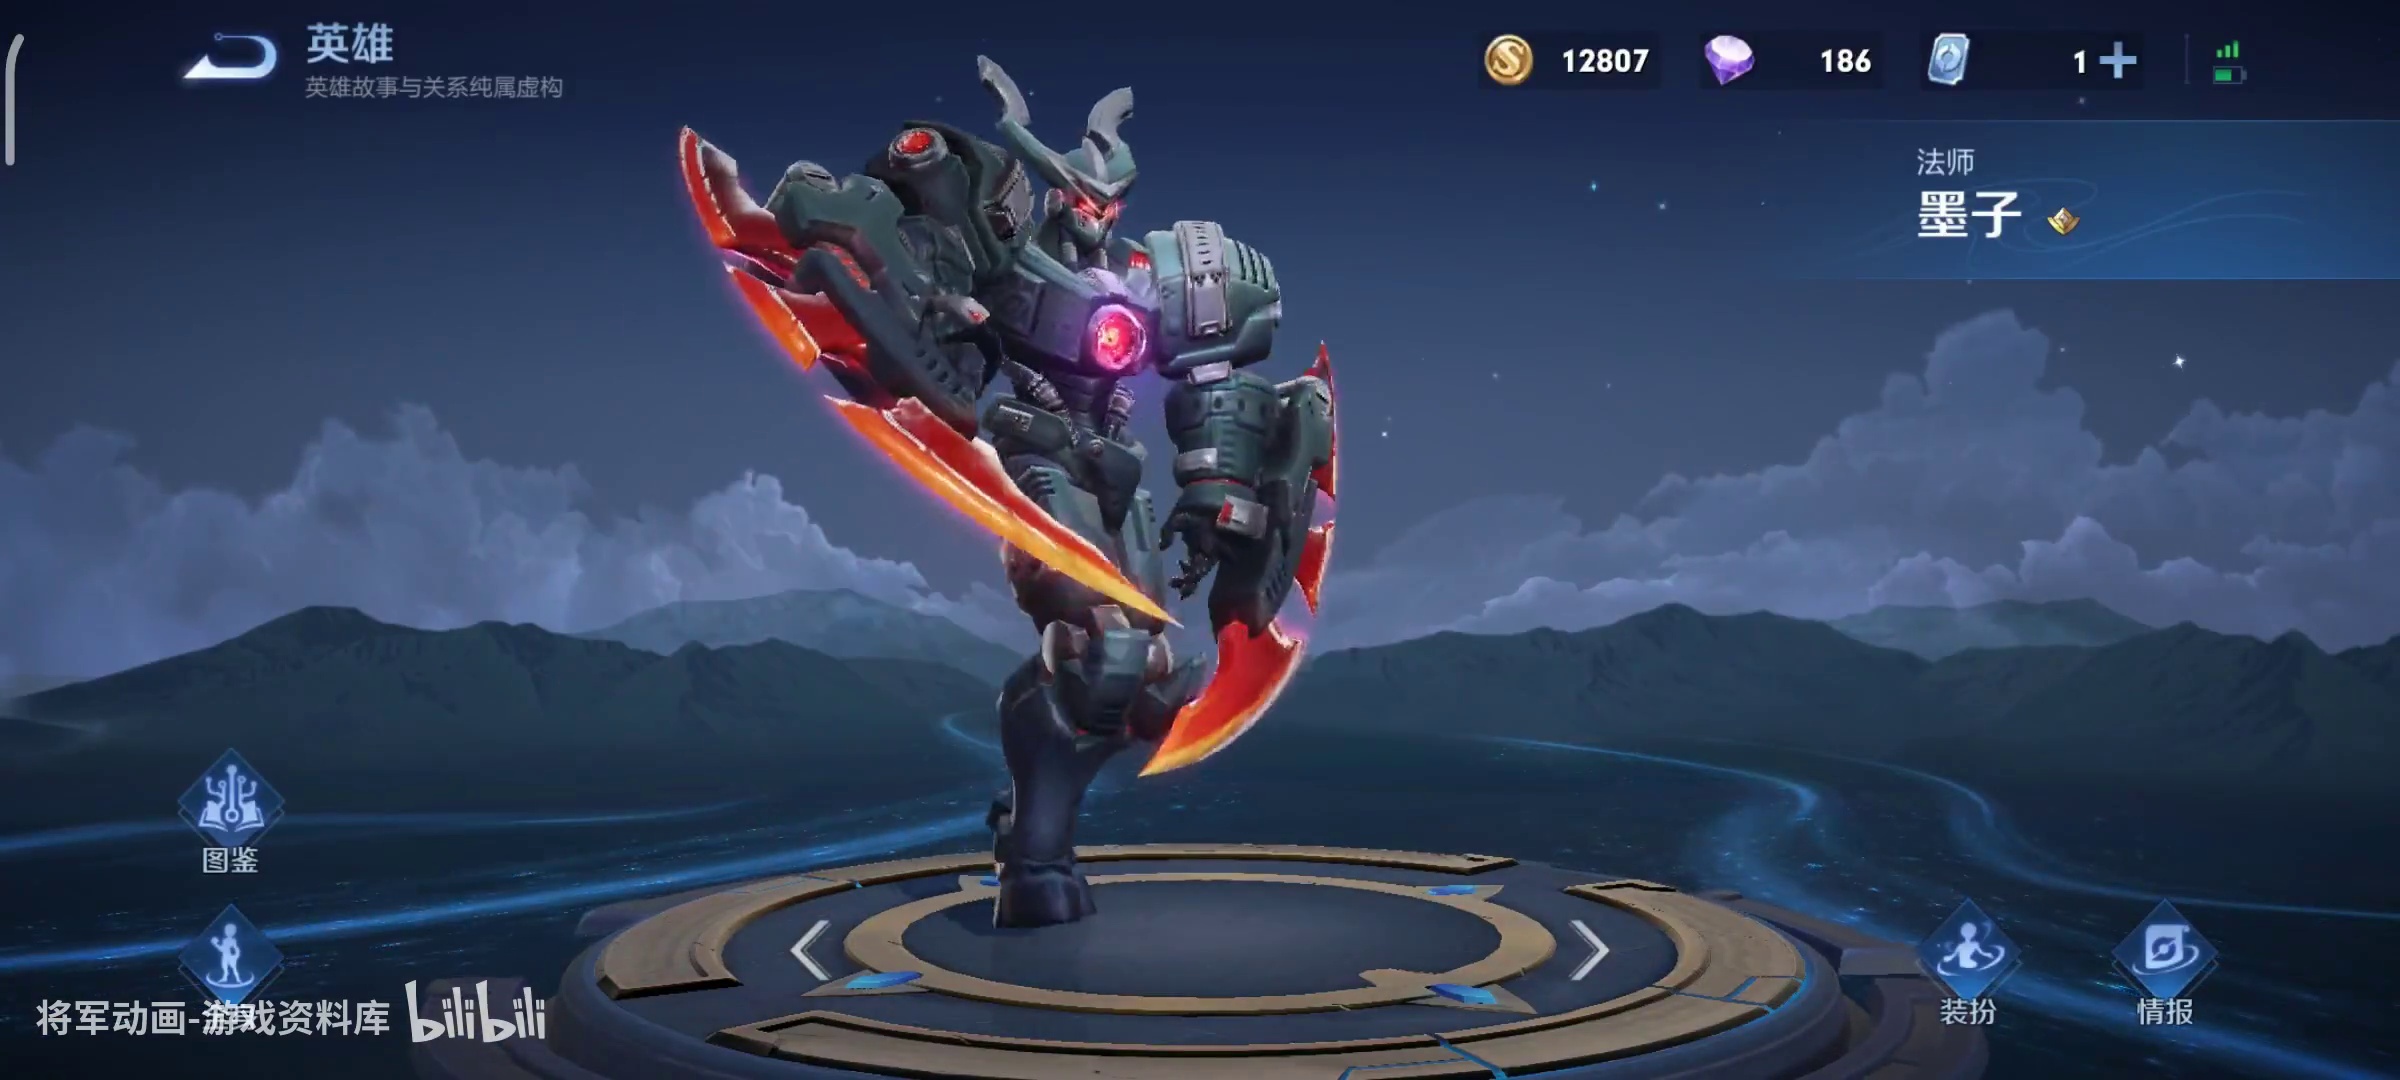 英雄
英雄故事与关系纯属虚构
12807
186
1
法师
墨子
图鉴
将军动画-游戏资料库 bilibili
装扮
情报